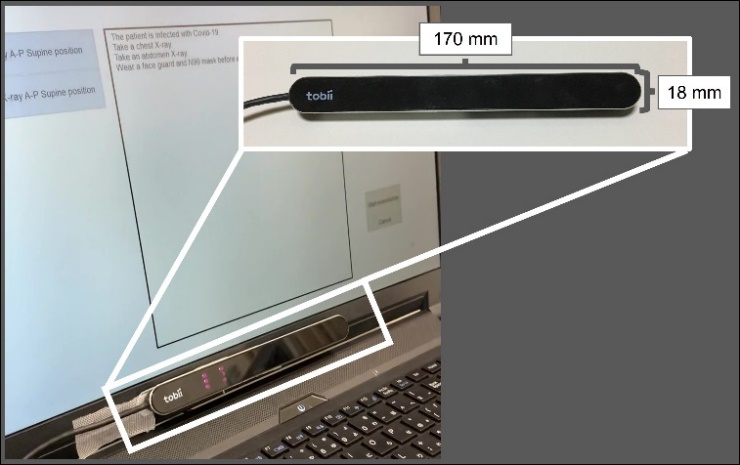 y A-P Supine position
-ray A-P Supine position
The patient is infected with Covid-19.
Take a chest X-ray.
Take an abdomen X-ray.
Wear a face guard and N95 mask before
170 mm
tobii
18 mm
tobii